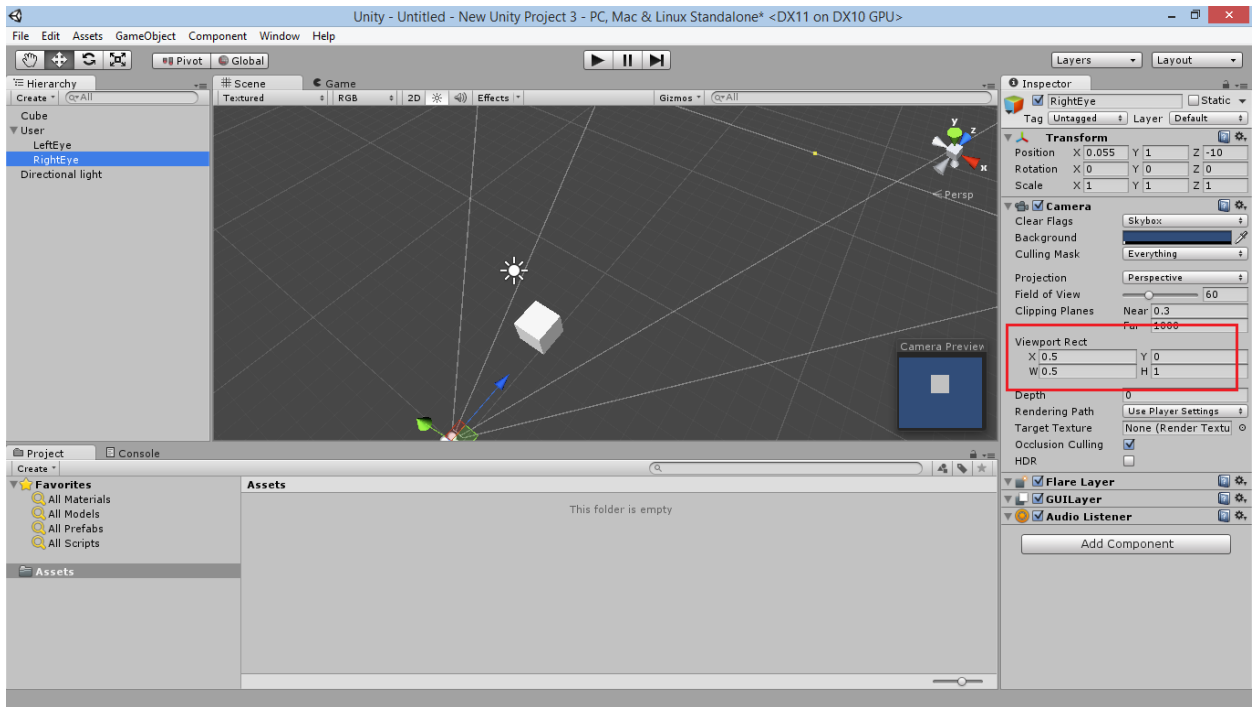 Unity - Untitled - New Unity Project 3 - PC, Mac & Linux Standalone* <DX11 on DX10 GPU>
File Edit Assets GameObject Component Window Help
Pivot Global Layers Layout
Hierarchy
Create All
Cube
User
LeftEye
RightEye
Directional light
Scene Game
Textured RGB 2D Effects Gizmos All
y
z
x
Persp
Camera Preview
Inspector
RightEye Static
Tag Untagged Layer Default
Transform
Position X 0.055 Y 1 Z -10
Rotation X 0 Y 0 Z 0
Scale X 1 Y 1 Z 1
Camera
Clear Flags Skybox
Background
Culling Mask Everything
Projection Perspective
Field of View 60
Clipping Planes Near 0.3
Far 1000
Viewport Rect
X 0.5 Y 0
W 0.5 H 1
Depth 0
Rendering Path Use Player Settings
Target Texture None (Render Textu
Occlusion Culling
HDR
Flare Layer
GUILayer
Audio Listener
Add Component
Project Console
Create
Favorites
All Materials
All Models
All Prefabs
All Scripts
Assets
Assets
This folder is empty